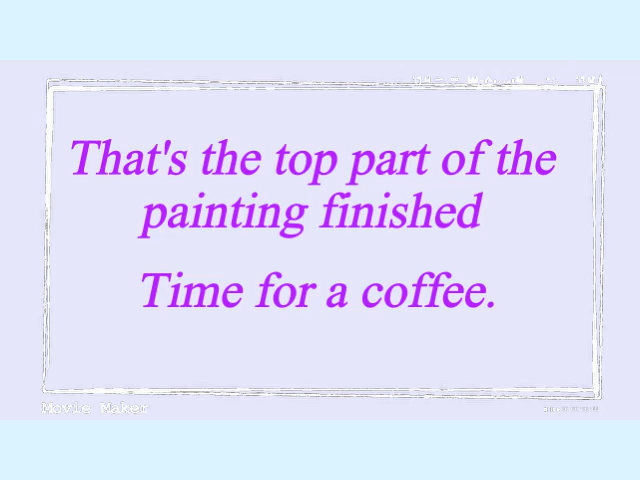 That's the top part of the
painting finished
Time for a coffee.
Movie Maker